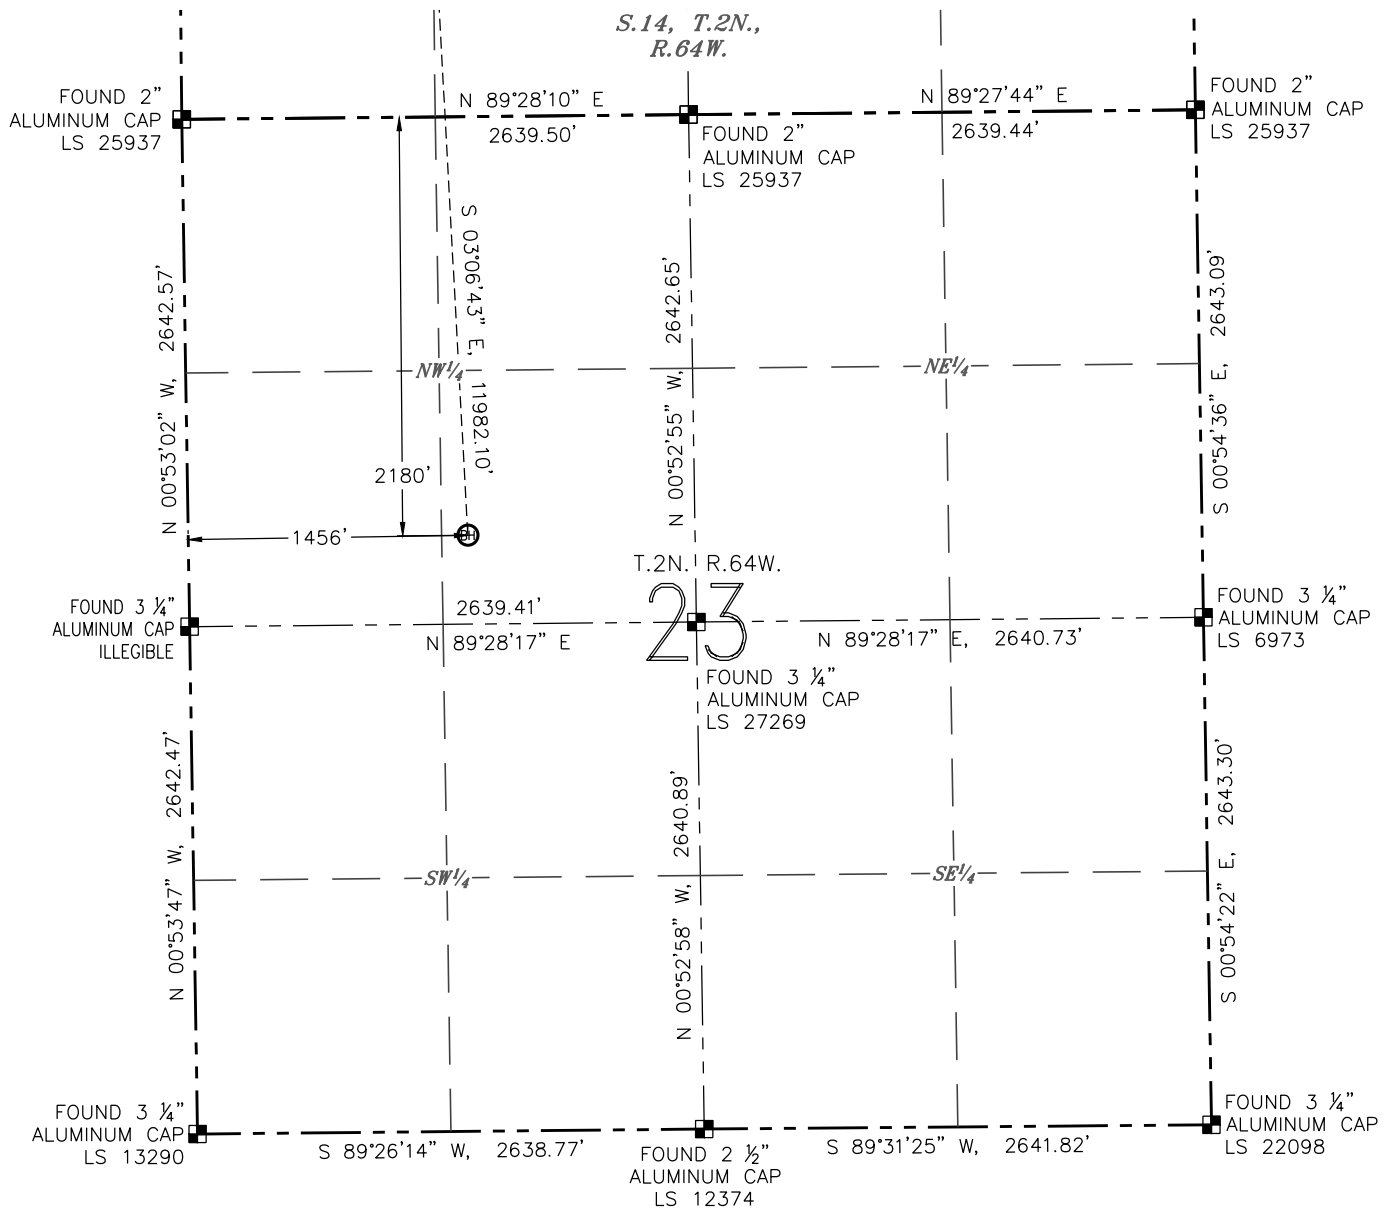 S.14, T.2N.,
R.64W.
FOUND 2"
ALUMINUM CAP
LS 25937
N 89°28'10" E
2639.50'
FOUND 2"
ALUMINUM CAP
LS 25937
N 89°27'44" E
2639.44'
FOUND 2"
ALUMINUM CAP
LS 25937
N 00°53'02" W, 2642.57'
S 03°06'43" E, 11982.10'
N 00°52'55" W, 2642.65'
S 00°54'36" E, 2643.09'
NW¼
NE¼
2180'
1456'
BH
T.2N. R.64W.
23
FOUND 3 ¼"
ALUMINUM CAP
ILLEGIBLE
2639.41'
N 89°28'17" E
N 89°28'17" E, 2640.73'
FOUND 3 ¼"
ALUMINUM CAP
LS 6973
FOUND 3 ¼"
ALUMINUM CAP
LS 27269
N 00°53'47" W, 2642.47'
N 00°52'58" W, 2640.89'
S 00°54'22" E, 2643.30'
SW¼
SE¼
FOUND 3 ¼"
ALUMINUM CAP
LS 13290
S 89°26'14" W, 2638.77'
FOUND 2 ½"
ALUMINUM CAP
LS 12374
S 89°31'25" W, 2641.82'
FOUND 3 ¼"
ALUMINUM CAP
LS 22098